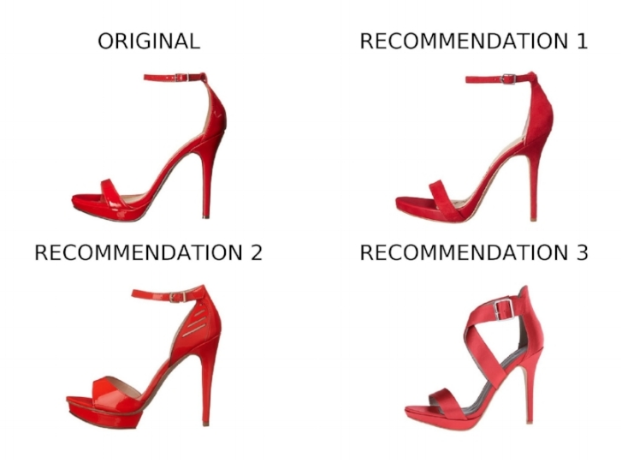 ORIGINAL
RECOMMENDATION 1
RECOMMENDATION 2
RECOMMENDATION 3